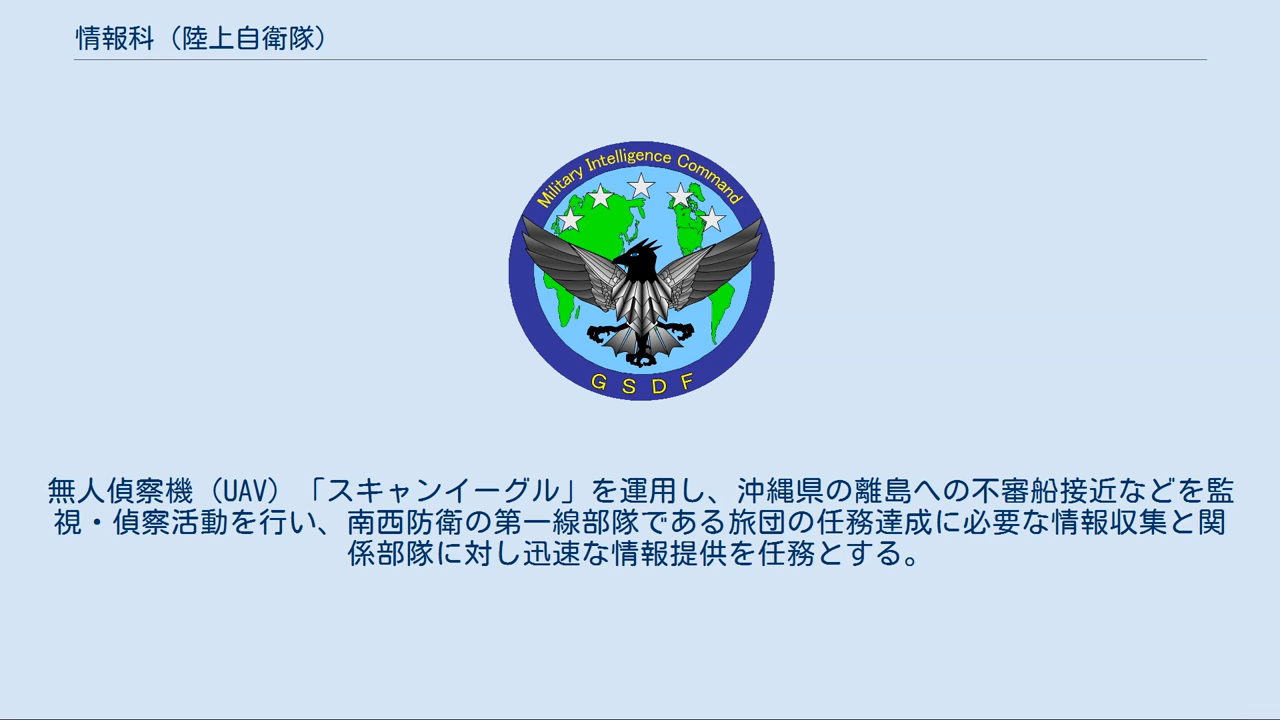 情報科（陸上自衛隊）
Military Intelligence Command
GSDF
無人偵察機（UAV）「スキャンイーグル」を運用し、沖縄県の離島への不審船接近などを監
視・偵察活動を行い、南西防衛の第一線部隊である旅団の任務達成に必要な情報収集と関
係部隊に対し迅速な情報提供を任務とする。